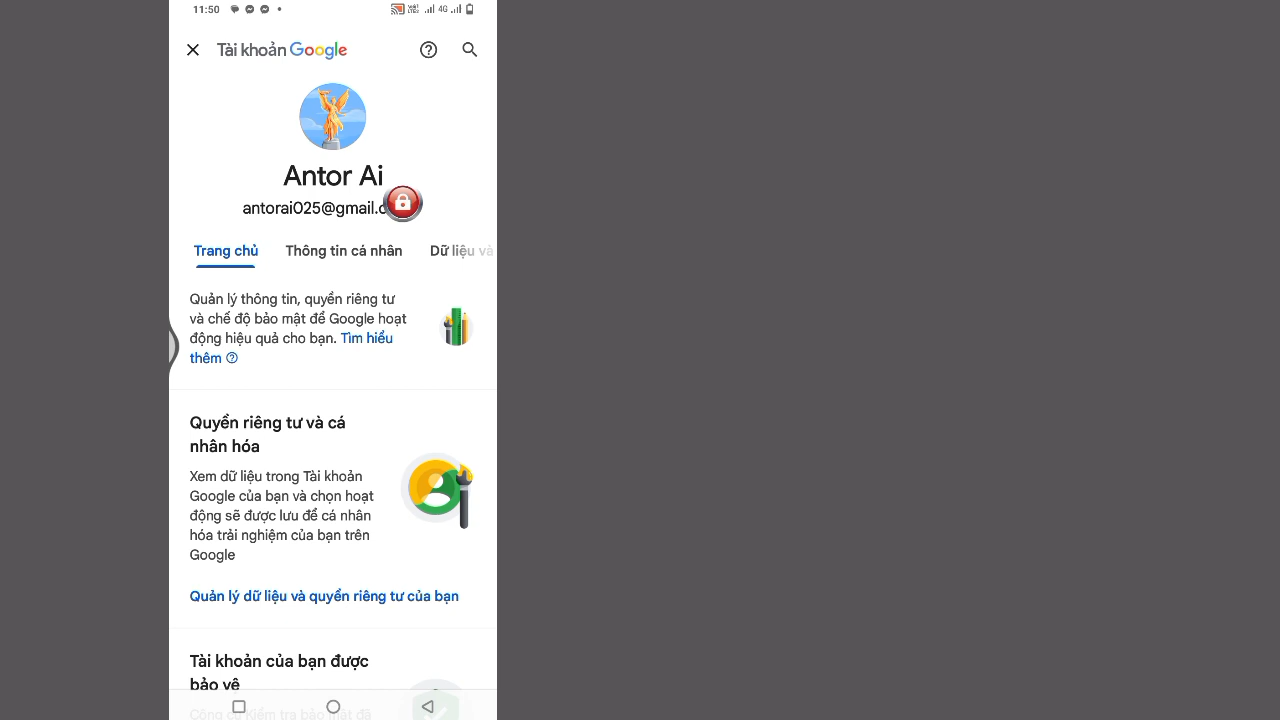 11:50
4G
Tài khoản Google
Antor Ai
antorai025@gmail.c
Trang chủ Thông tin cá nhân Dữ liệu và
Quản lý thông tin, quyền riêng tư
và chế độ bảo mật để Google hoạt
động hiệu quả cho bạn. Tìm hiểu
thêm
Quyền riêng tư và cá
nhân hóa
Xem dữ liệu trong Tài khoản
Google của bạn và chọn hoạt
động sẽ được lưu để cá nhân
hóa trải nghiệm của bạn trên
Google
Quản lý dữ liệu và quyền riêng tư của bạn
Tài khoản của bạn được
bảo vệ
Công cụ Kiểm tra bảo mật đã